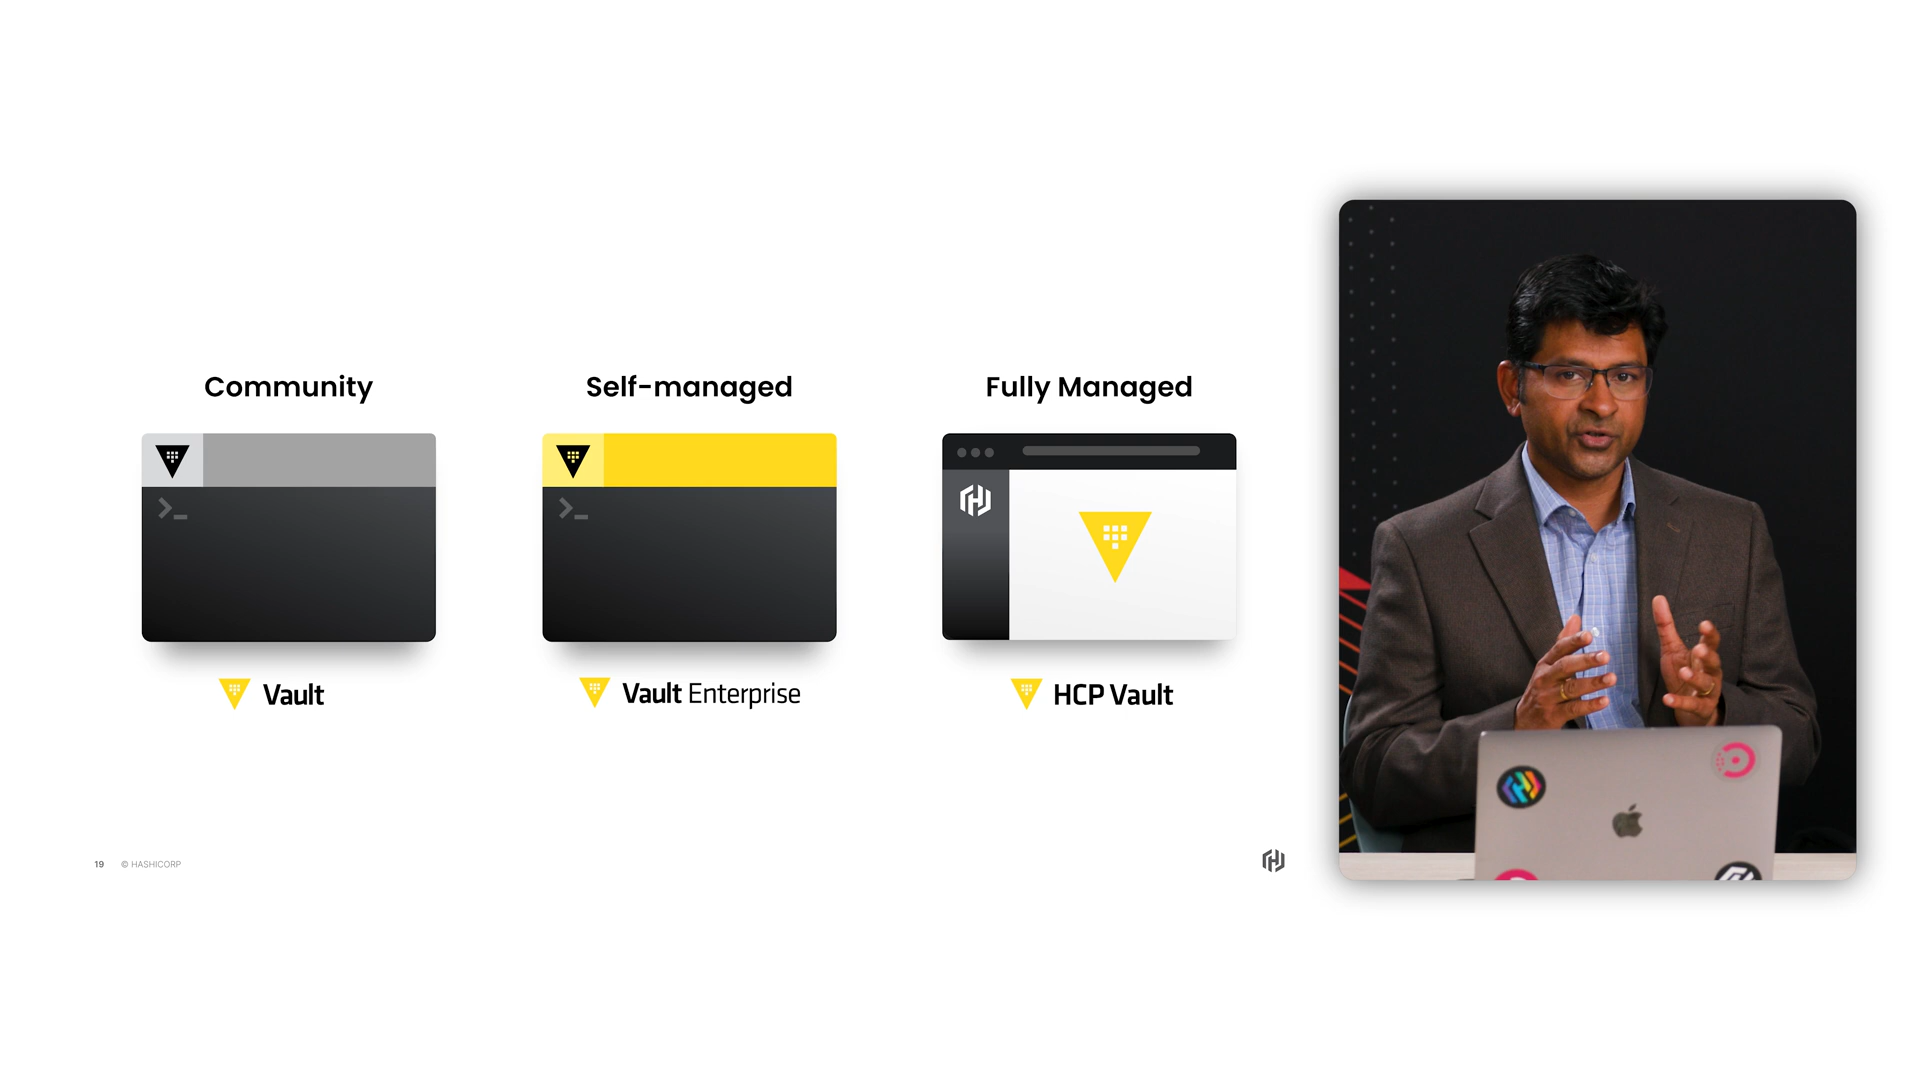 Community
Self-managed
Fully Managed
Vault
Vault Enterprise
HCP Vault
19
© HASHICORP